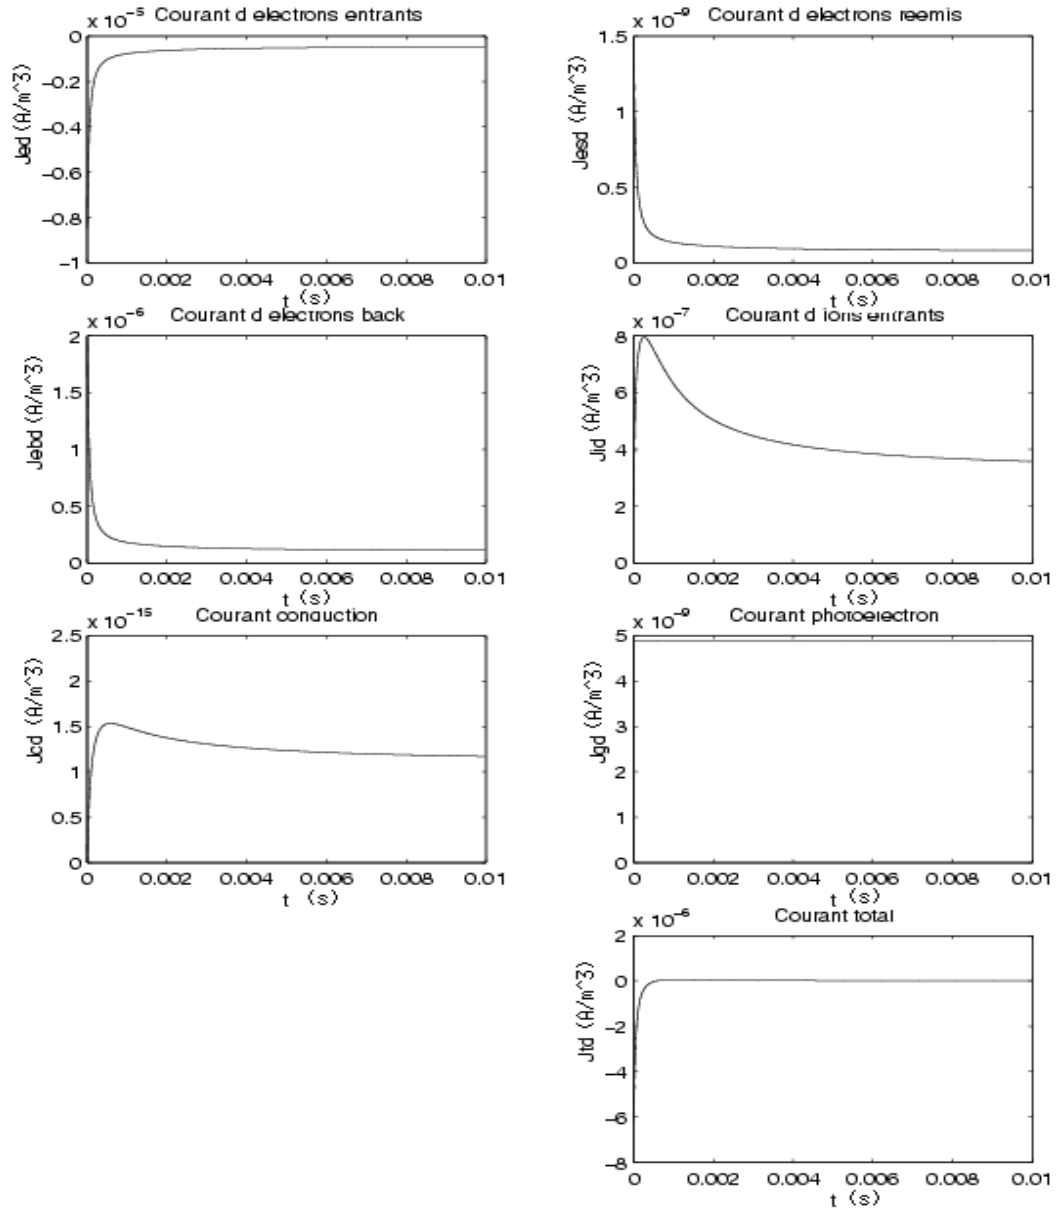 x 10^-5 Courant d electrons entrants
Jed (A/m^3)
0
-0.2
-0.4
-0.6
-0.8
-1
0 0.002 0.004 0.006 0.008 0.01
t (s)
x 10^-9 Courant d electrons reemis
Jesd (A/m^3)
1.5
1
0.5
0
0 0.002 0.004 0.006 0.008 0.01
t (s)
x 10^-6 Courant d electrons back
Jebd (A/m^3)
2
1.5
1
0.5
0
0 0.002 0.004 0.006 0.008 0.01
t (s)
x 10^-7 Courant d ions entrants
Jid (A/m^3)
8
6
4
2
0
0 0.002 0.004 0.006 0.008 0.01
t (s)
x 10^-15 Courant conduction
Jcd (A/m^3)
2.5
2
1.5
1
0.5
0
0 0.002 0.004 0.006 0.008 0.01
t (s)
x 10^-9 Courant photoelectron
Jgd (A/m^3)
5
4
3
2
1
0
0 0.002 0.004 0.006 0.008 0.01
t (s)
x 10^-6 Courant total
Jtd (A/m^3)
2
0
-2
-4
-6
-8
0 0.002 0.004 0.006 0.008 0.01
t (s)